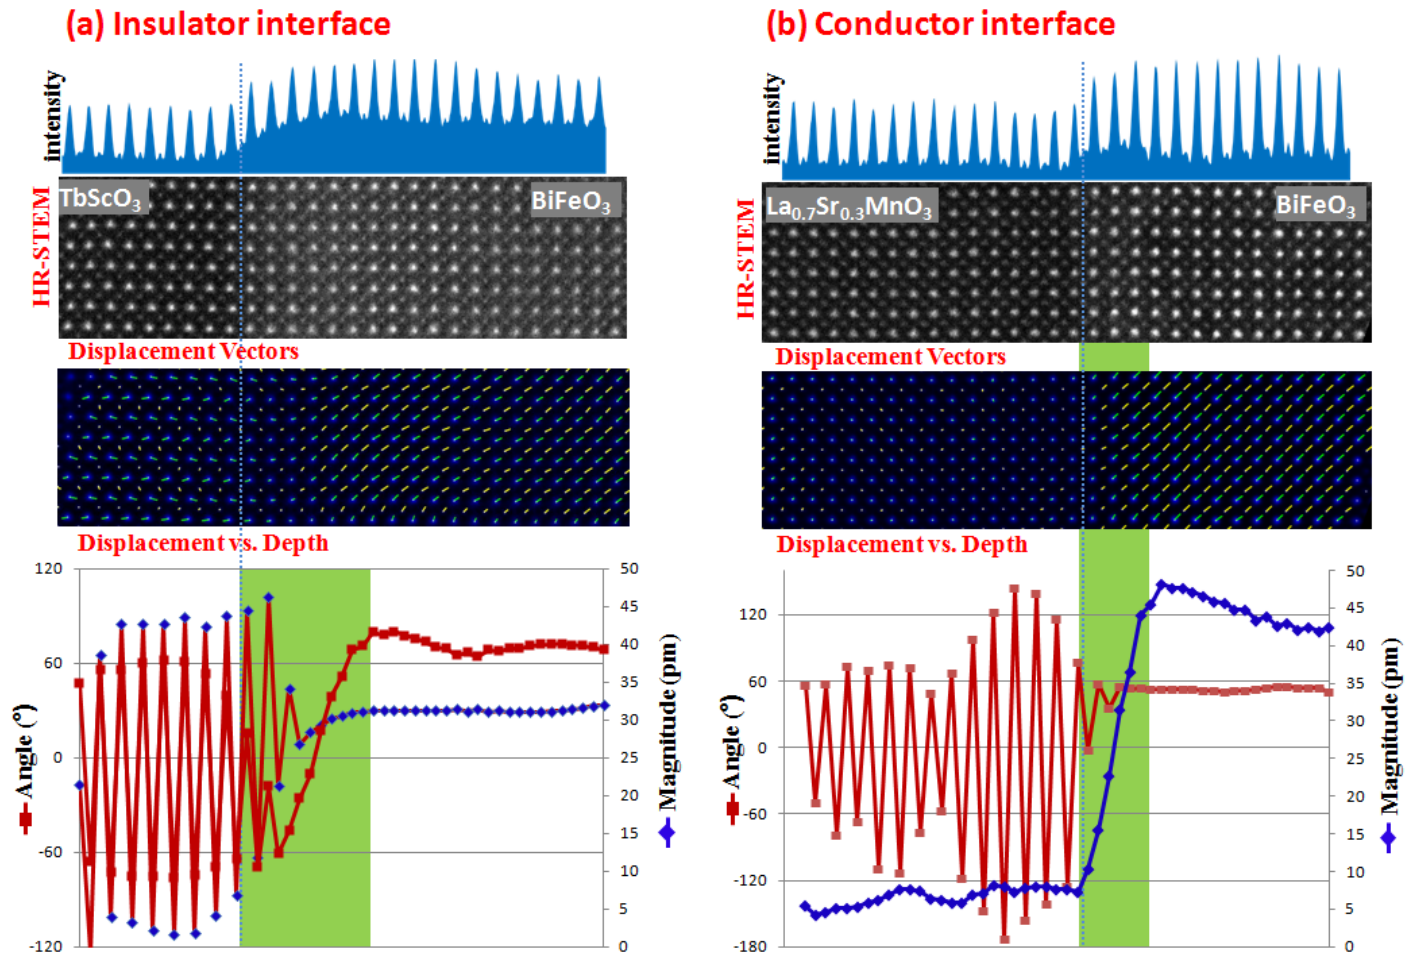 (a) Insulator interface
intensity
TbScO₃
BiFeO₃
HR-STEM
Displacement Vectors
Displacement vs. Depth
120
60
0
-60
-120
Angle (°)
50
45
40
35
30
25
20
15
10
5
0
Magnitude (pm)
(b) Conductor interface
intensity
La₀.₇Sr₀.₃MnO₃
BiFeO₃
HR-STEM
Displacement Vectors
Displacement vs. Depth
120
60
0
-60
-120
-180
Angle (°)
50
45
40
35
30
25
20
15
10
5
0
Magnitude (pm)